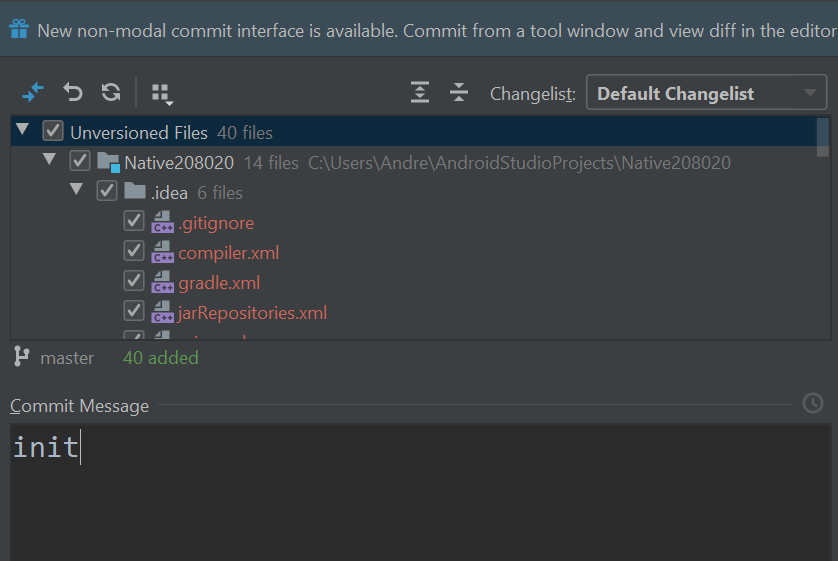 New non-modal commit interface is available. Commit from a tool window and view diff in the editor
Changelist: Default Changelist
Unversioned Files 40 files
Native208020 14 files C:\Users\Andre\AndroidStudioProjects\Native208020
.idea 6 files
C++ .gitignore
C++ compiler.xml
C++ gradle.xml
C++ jarRepositories.xml
master 40 added
Commit Message
init